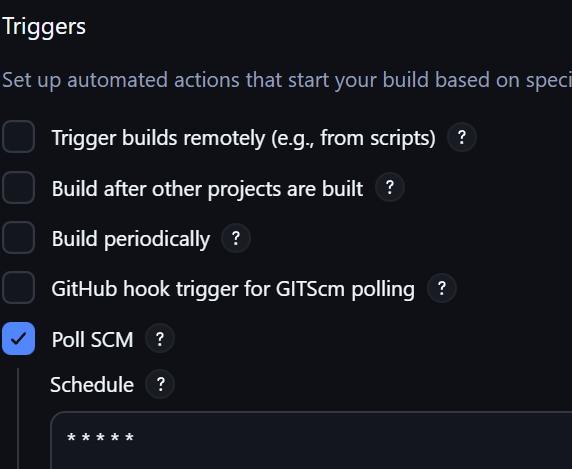 Triggers
Set up automated actions that start your build based on speci
Trigger builds remotely (e.g., from scripts) ?
Build after other projects are built ?
Build periodically ?
GitHub hook trigger for GITScm polling ?
Poll SCM ?
Schedule ?
* * * * *